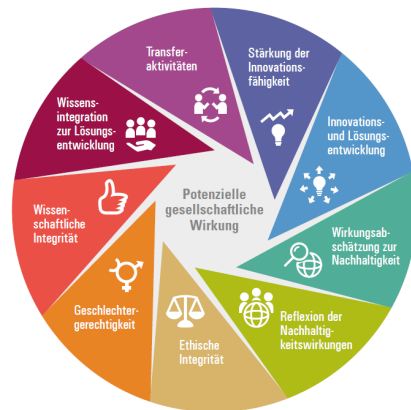 Transfer-
aktivitäten
Stärkung der
Innovations-
fähigkeit
Innovations-
und Lösungs-
entwicklung
Wirkungsab-
schätzung zur
Nachhaltigkeit
Reflexion der
Nachhaltig-
keitswirkungen
Ethische
Integrität
Geschlechter-
gerechtigkeit
Wissen-
schaftliche
Integrität
Wissens-
integration
zur Lösungs-
entwicklung
Potenzielle
gesellschaftliche
Wirkung